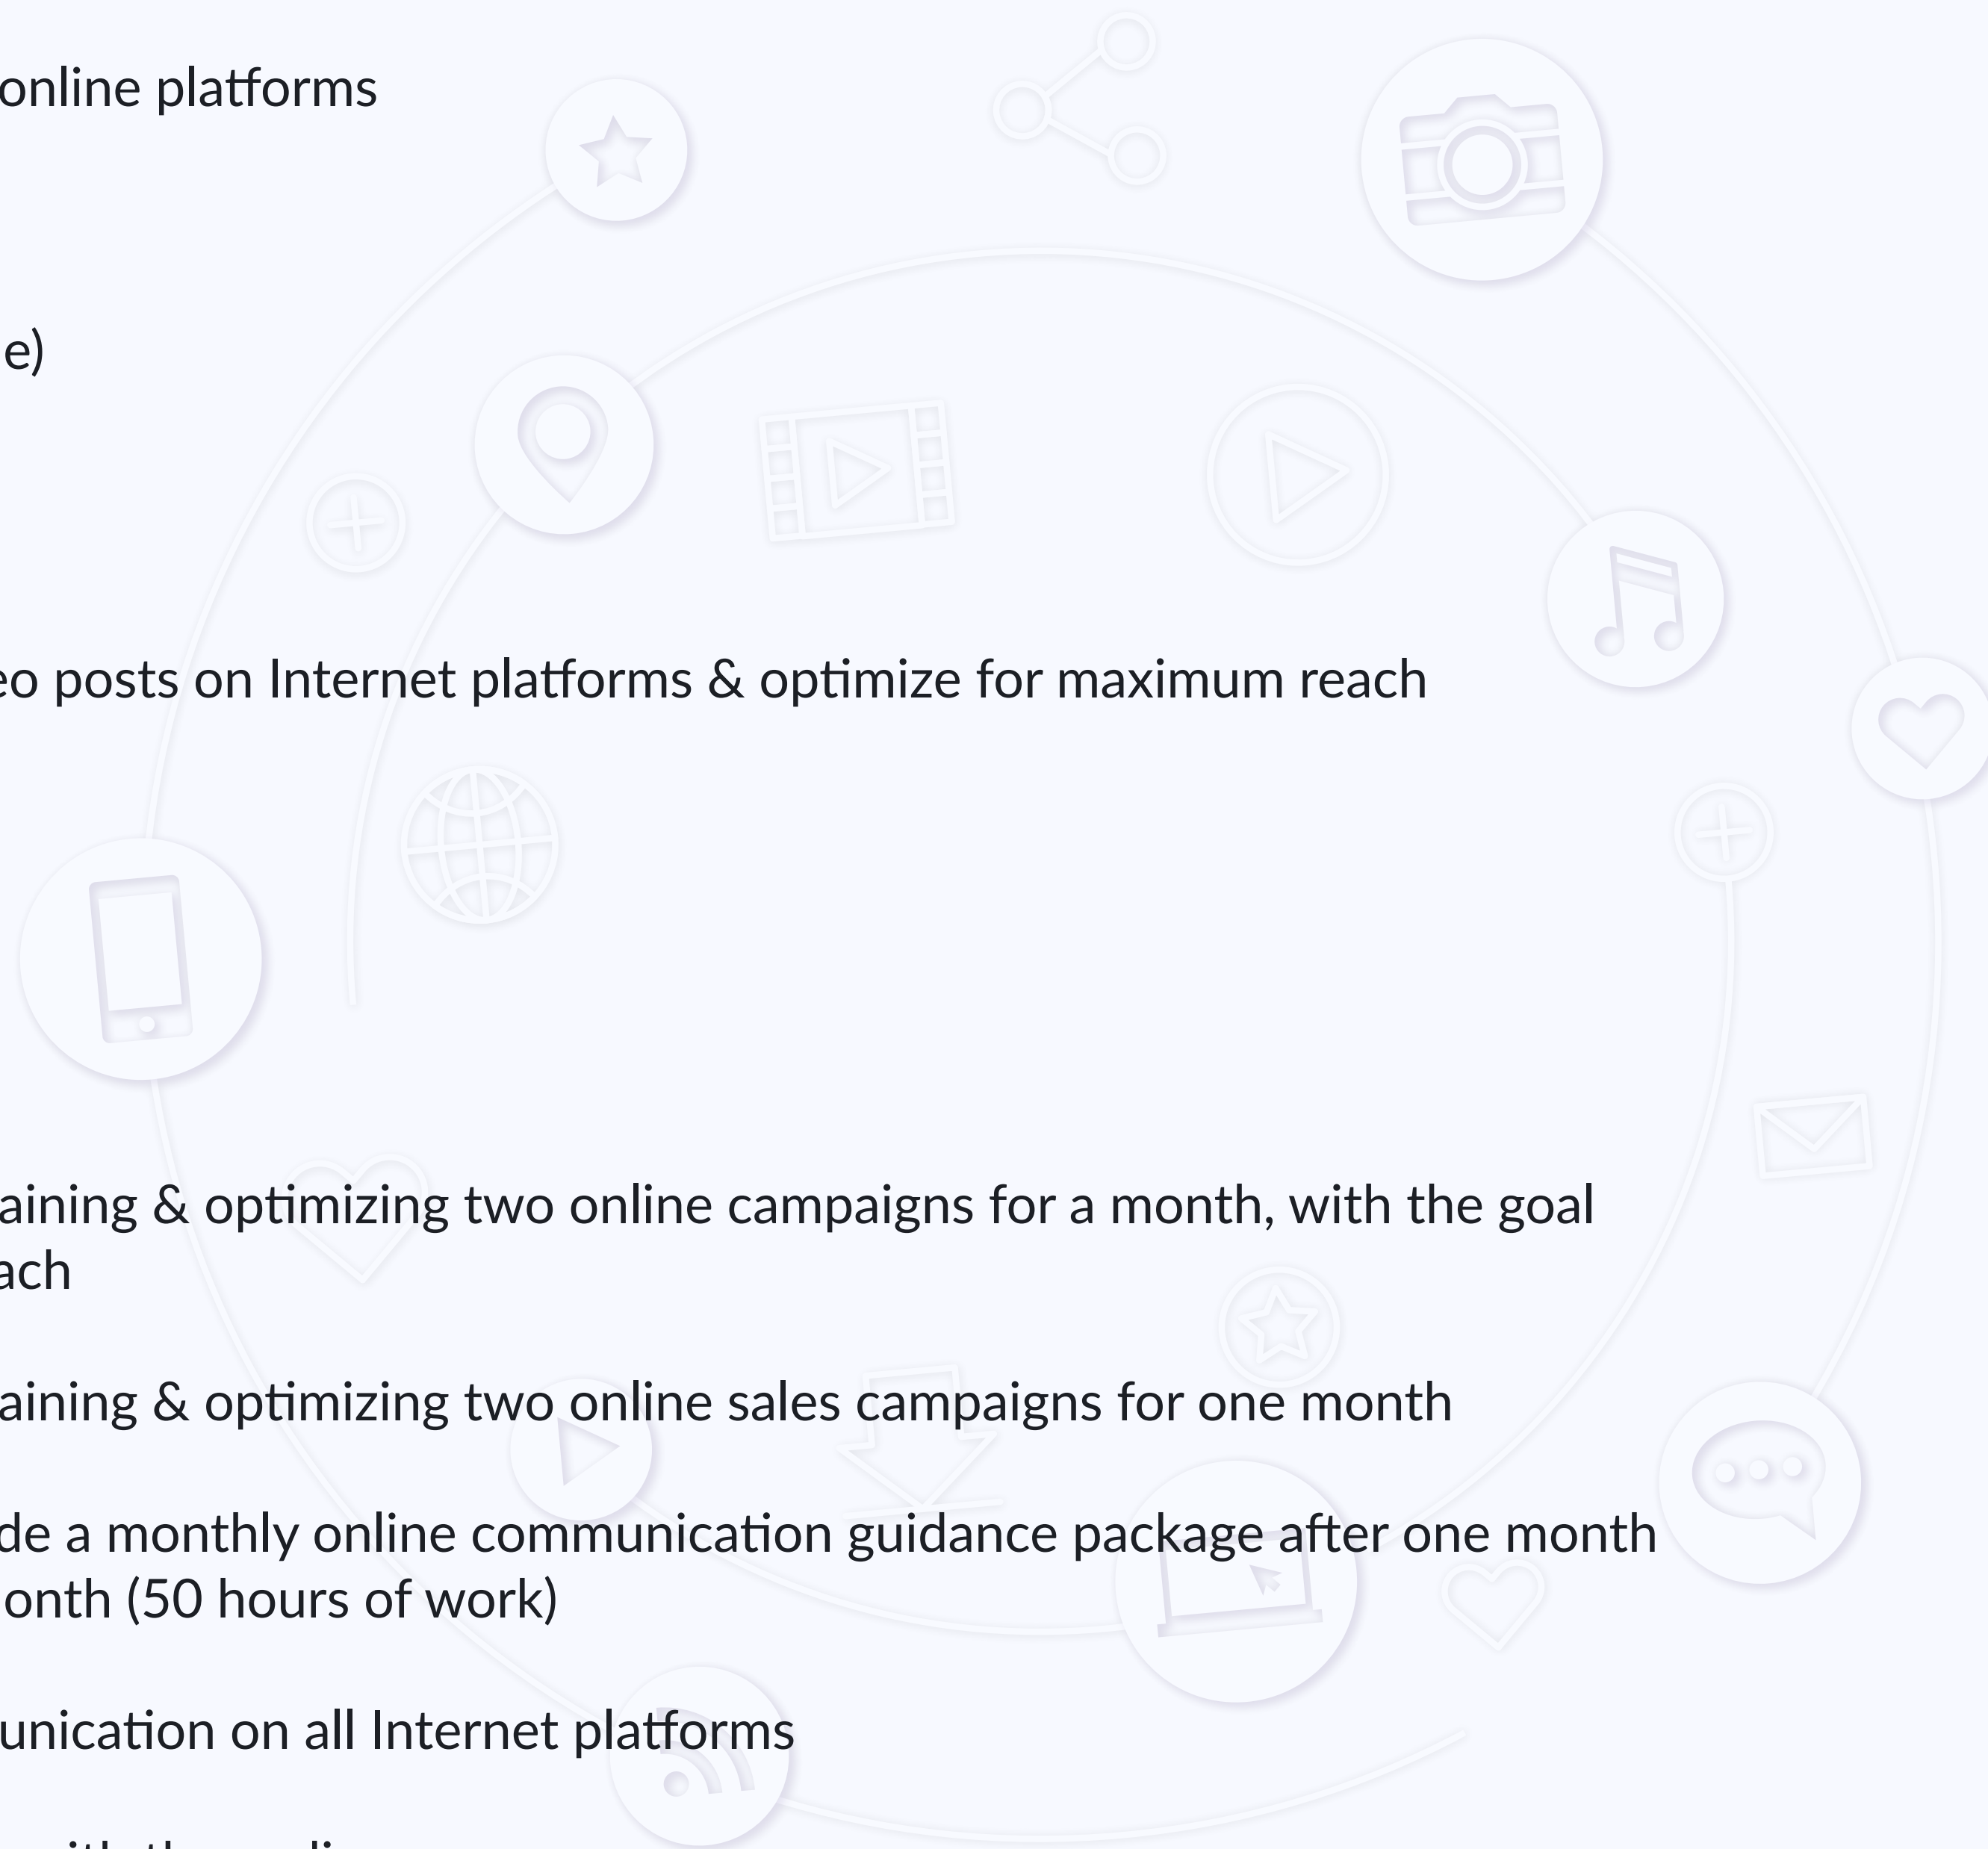 online platforms
e)
eo posts on Internet platforms & optimize for maximum reach
aining & optimizing two online campaigns for a month, with the goal
ach
aining & optimizing two online sales campaigns for one month
de a monthly online communication guidance package after one month
onth (50 hours of work)
unication on all Internet platforms